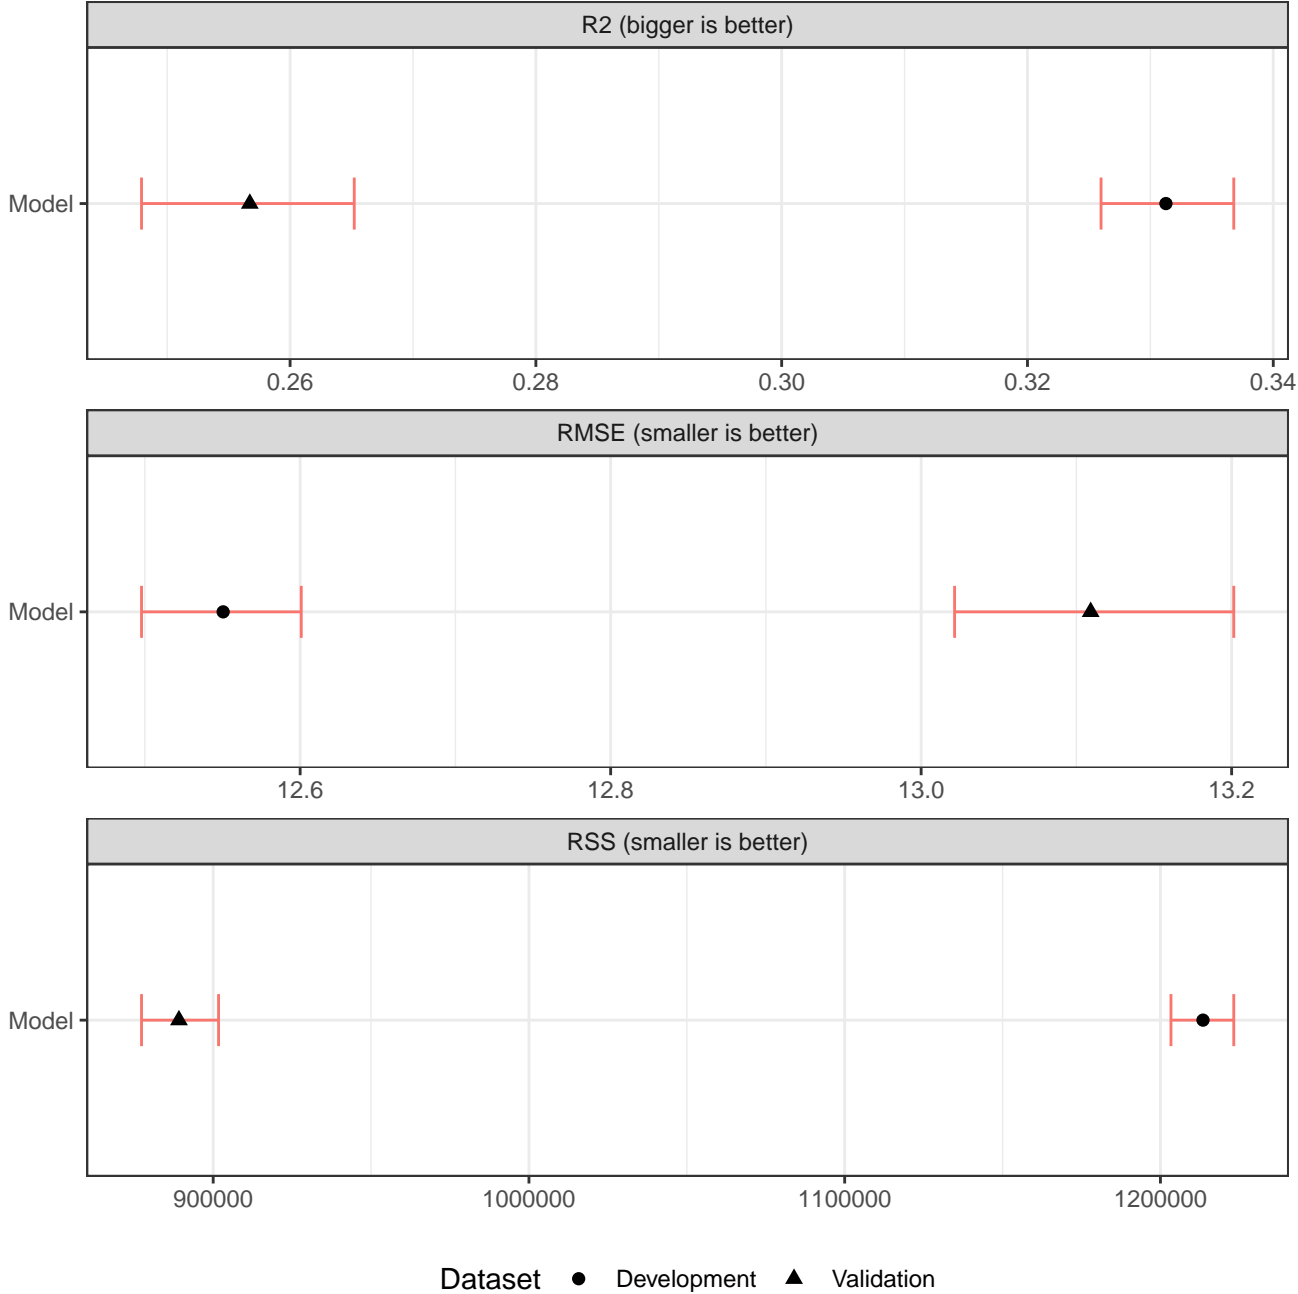 R2 (bigger is better)
Model
0.26 0.28 0.30 0.32 0.34
RMSE (smaller is better)
Model
12.6 12.8 13.0 13.2
RSS (smaller is better)
Model
900000 1000000 1100000 1200000
Dataset Development Validation